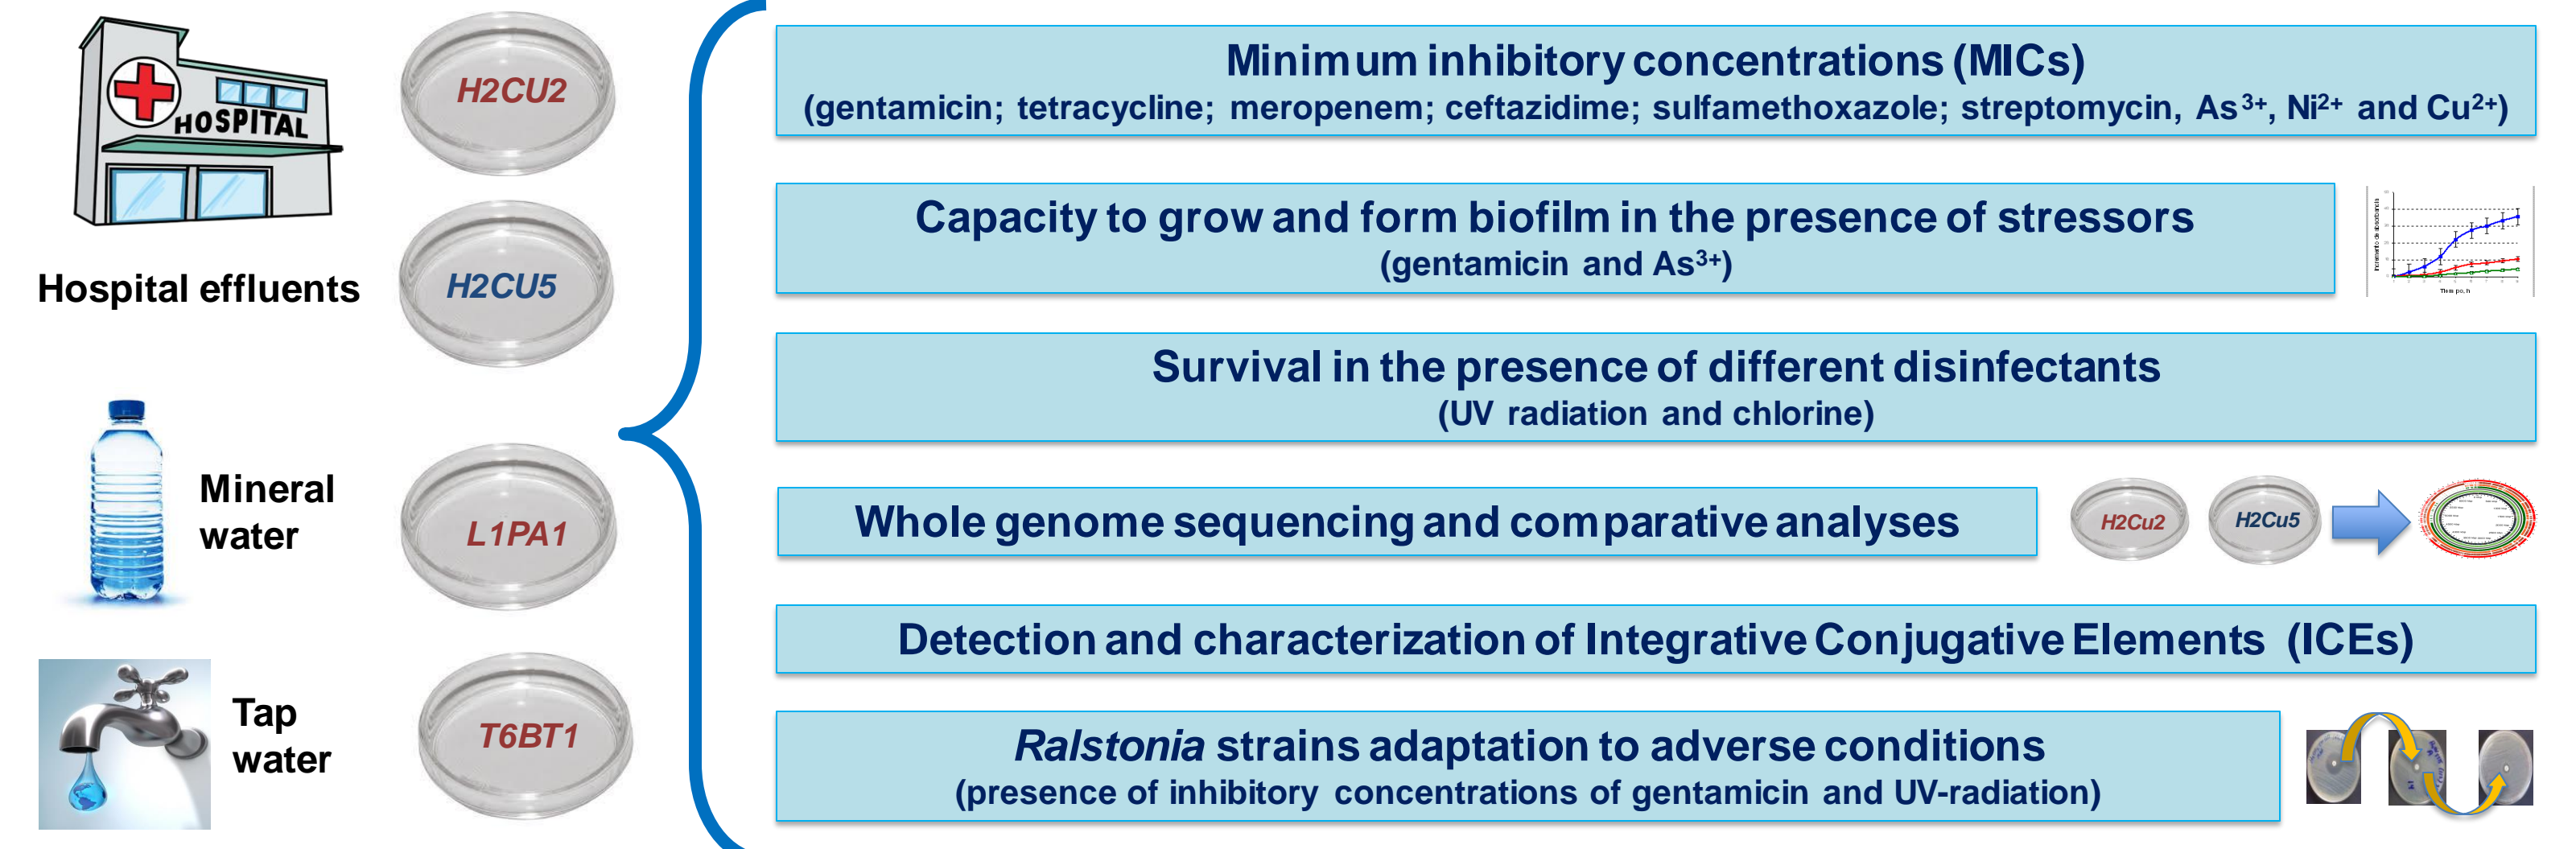 HOSPITAL
Hospital effluents
H2CU2
H2CU5
Mineral
water
L1PA1
Tap
water
T6BT1
Minimum inhibitory concentrations (MICs)
(gentamicin; tetracycline; meropenem; ceftazidime; sulfamethoxazole; streptomycin, As³⁺, Ni²⁺ and Cu²⁺)
Capacity to grow and form biofilm in the presence of stressors
(gentamicin and As³⁺)
Incremento de absorbancia
Tiempo, h
Survival in the presence of different disinfectants
(UV radiation and chlorine)
Whole genome sequencing and comparative analyses
H2Cu2
H2Cu5
Detection and characterization of Integrative Conjugative Elements (ICEs)
Ralstonia strains adaptation to adverse conditions
(presence of inhibitory concentrations of gentamicin and UV-radiation)